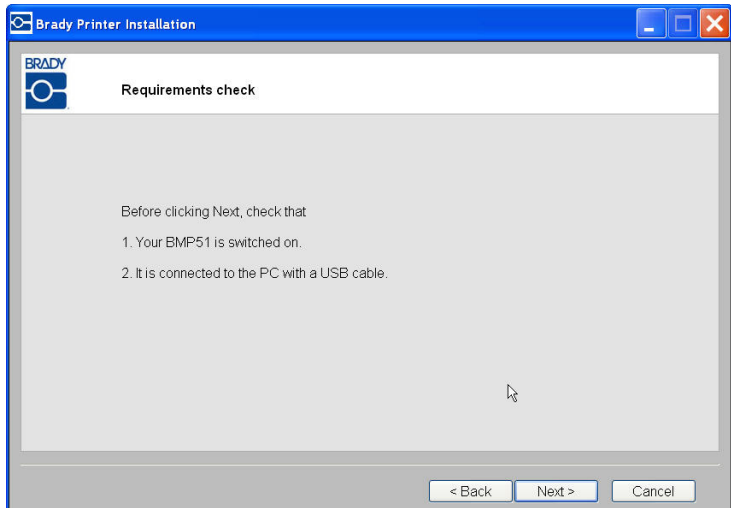 Brady Printer Installation
BRADY
Requirements check
Before clicking Next, check that
1. Your BMP51 is switched on.
2. It is connected to the PC with a USB cable.
< Back Next > Cancel